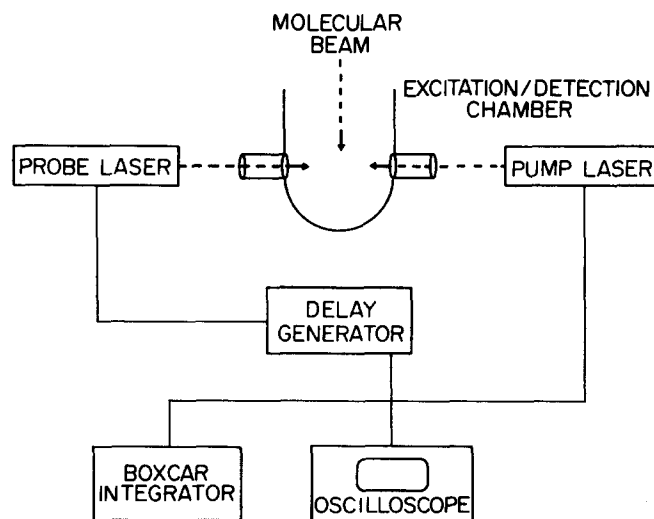 MOLECULAR
BEAM
EXCITATION/DETECTION
CHAMBER
PROBE LASER
PUMP LASER
DELAY
GENERATOR
BOXCAR
INTEGRATOR
OSCILLOSCOPE